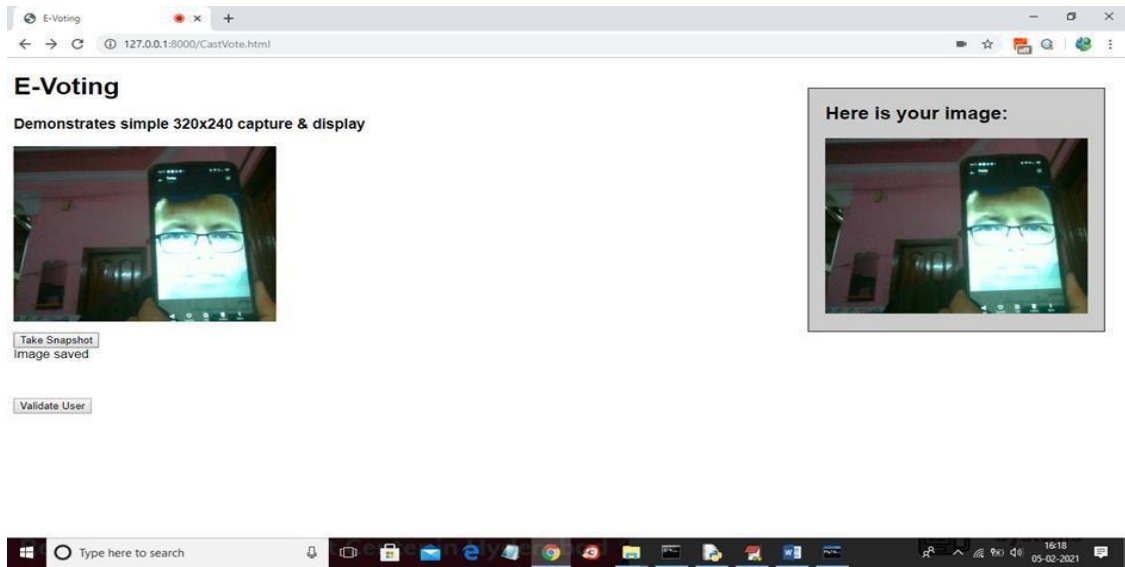 E-Voting
127.0.0.1:8000/CastVote.html
off
E-Voting
Demonstrates simple 320x240 capture & display
Take Snapshot
Image saved
Validate User
Here is your image:
Type here to search
16:18
05-02-2021